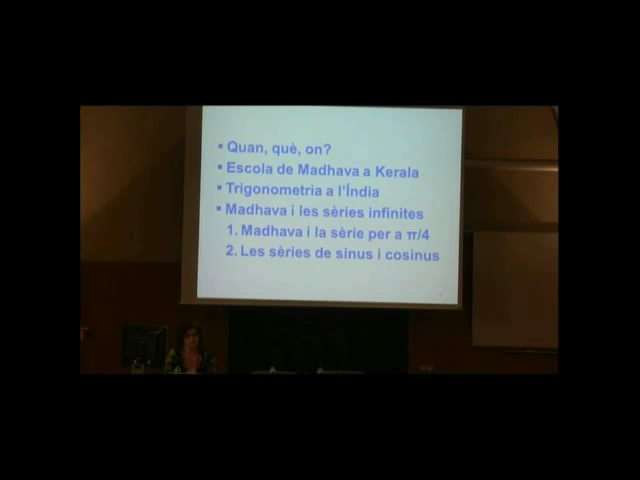 ▪ Quan, què, on?
▪ Escola de Madhava a Kerala
▪ Trigonometria a l'Índia
▪ Madhava i les sèries infinites
1. Madhava i la sèrie per a π/4
2. Les sèries de sinus i cosinus